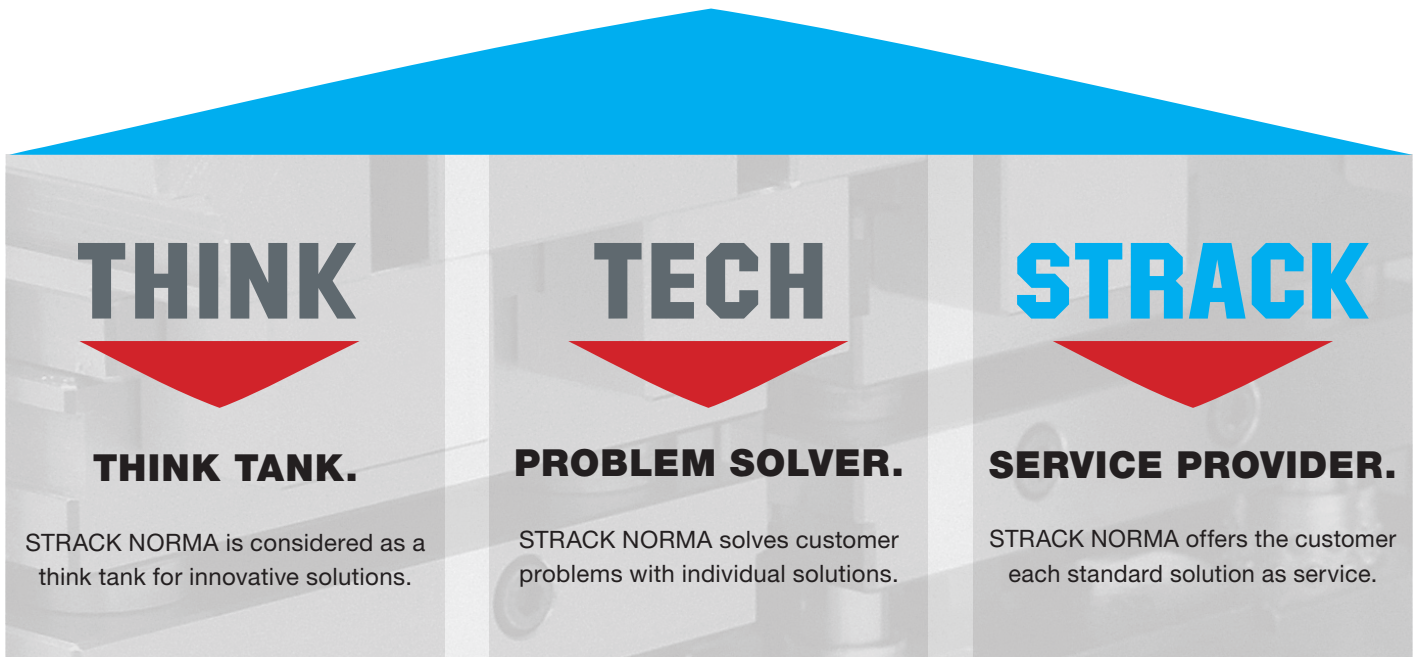 THINK
THINK TANK.
STRACK NORMA is considered as a
think tank for innovative solutions.
TECH
PROBLEM SOLVER.
STRACK NORMA solves customer
problems with individual solutions.
STRACK
SERVICE PROVIDER.
STRACK NORMA offers the customer
each standard solution as service.